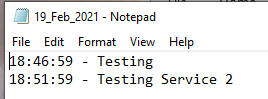 19_Feb_2021 - Notepad
File Edit Format View Help
18:46:59 - Testing
18:51:59 - Testing Service 2